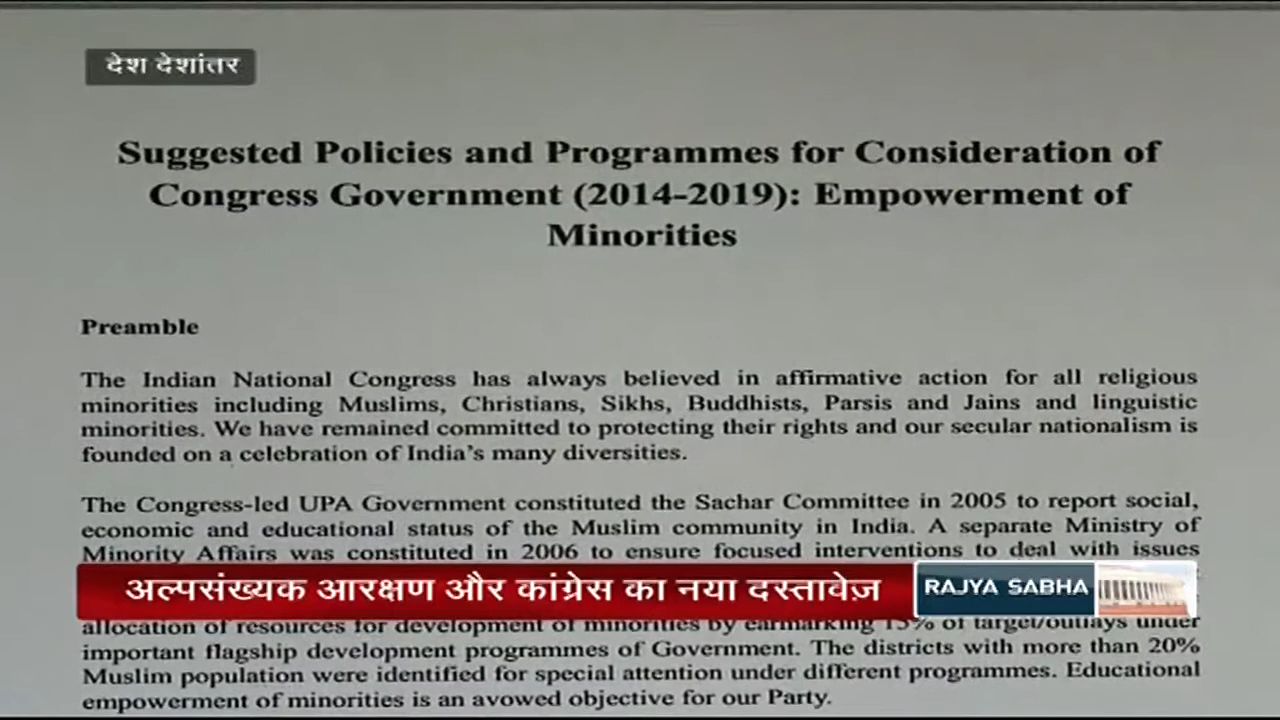 देश देशांतर
Suggested Policies and Programmes for Consideration of
Congress Government (2014-2019): Empowerment of
Minorities
Preamble
The Indian National Congress has always believed in affirmative action for all religious
minorities including Muslims, Christians, Sikhs, Buddhists, Parsis and Jains and linguistic
minorities. We have remained committed to protecting their rights and our secular nationalism is
founded on a celebration of India's many diversities.
The Congress-led UPA Government constituted the Sachar Committee in 2005 to report social,
economic and educational status of the Muslim community in India. A separate Ministry of
Minority Affairs was constituted in 2006 to ensure focused interventions to deal with issues
अल्पसंख्यक आरक्षण और कांग्रेस का नया दस्तावेज़
RAJYA SABHA
allocation of resources for development of minorities by earmarking 15% of target/outlays under
important flagship development programmes of Government. The districts with more than 20%
Muslim population were identified for special attention under different programmes. Educational
empowerment of minorities is an avowed objective for our Party.